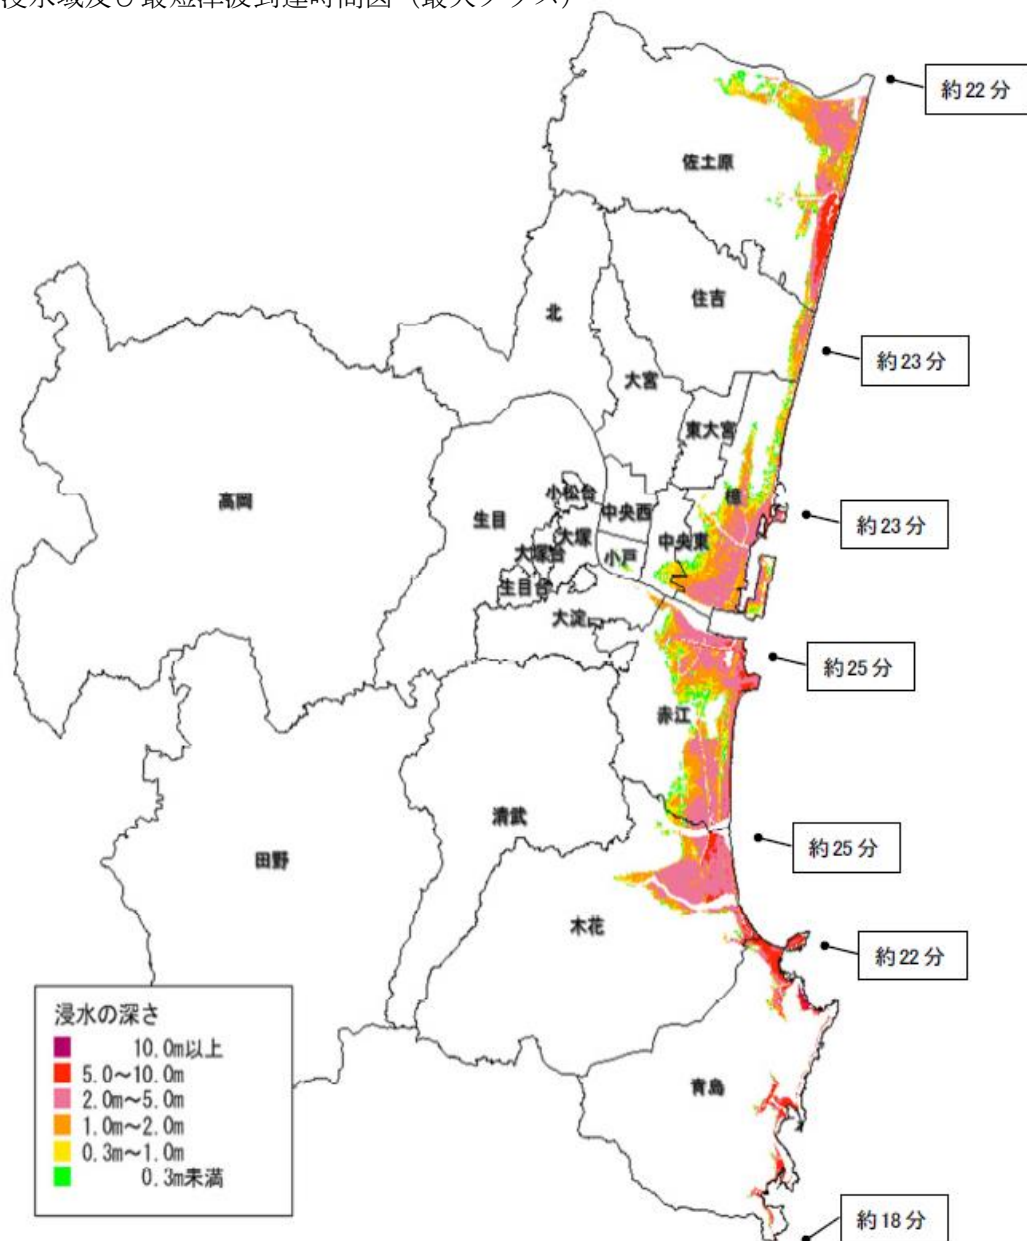 浸水域及び最短津波到達時間図（最大クラス）
約22分
佐土原
住吉
北
約23分
大宮
東大宮
小松台
檍
高岡
生目
中央西
約23分
大塚
中央東
大塚台
小戸
生目台
大淀
約25分
赤江
清武
約25分
田野
木花
約22分
浸水の深さ
10.0m以上
5.0～10.0m
2.0m～5.0m
1.0m～2.0m
0.3m～1.0m
0.3m未満
青島
約18分